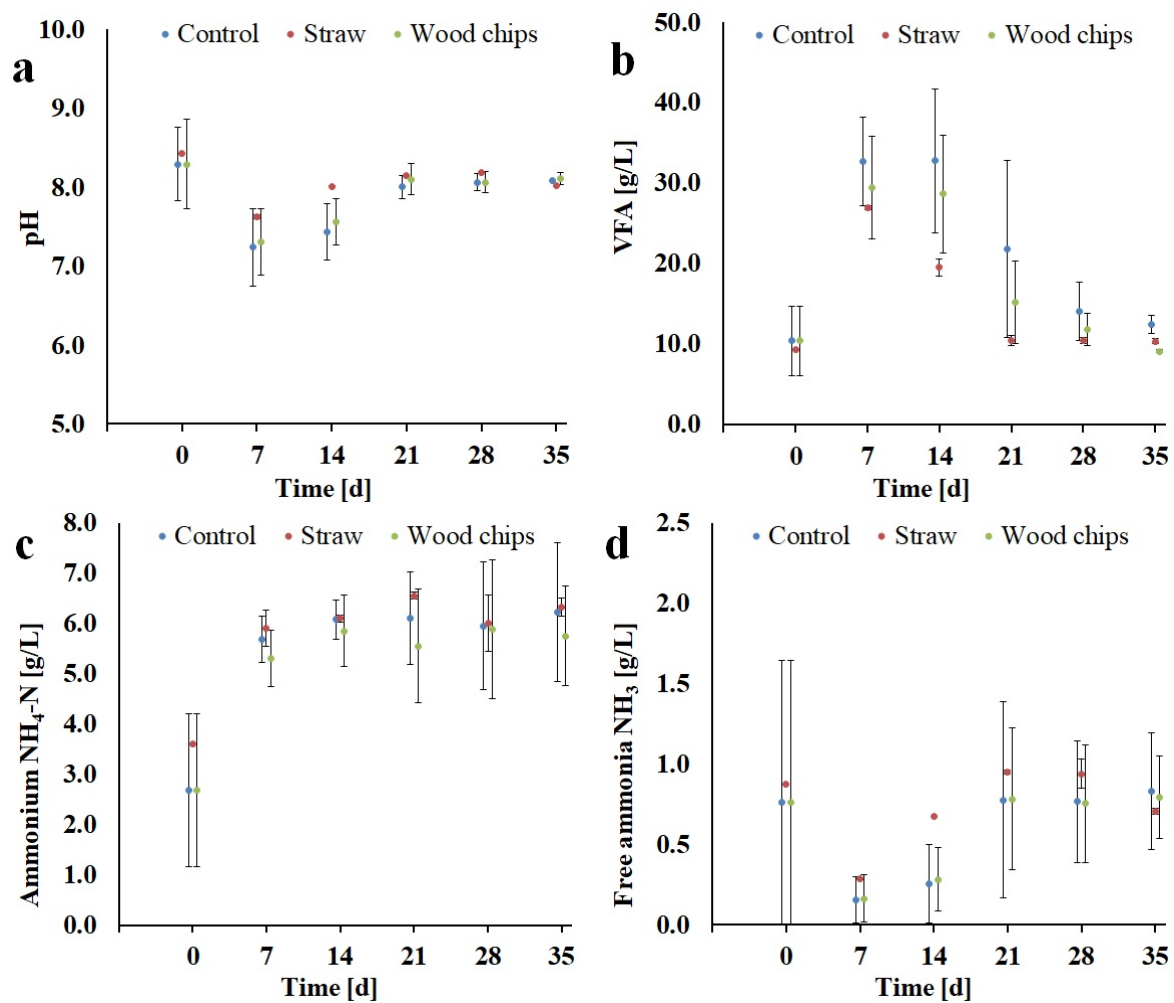 a
pH
Control Straw Wood chips
10.0
9.0
8.0
7.0
6.0
5.0
0 7 14 21 28 35
Time [d]
b
VFA [g/L]
Control Straw Wood chips
50.0
40.0
30.0
20.0
10.0
0.0
0 7 14 21 28 35
Time [d]
c
Ammonium NH₄-N [g/L]
Control Straw Wood chips
8.0
7.0
6.0
5.0
4.0
3.0
2.0
1.0
0.0
0 7 14 21 28 35
Time [d]
d
Free ammonia NH₃ [g/L]
Control Straw Wood chips
2.5
2.0
1.5
1.0
0.5
0.0
0 7 14 21 28 35
Time [d]